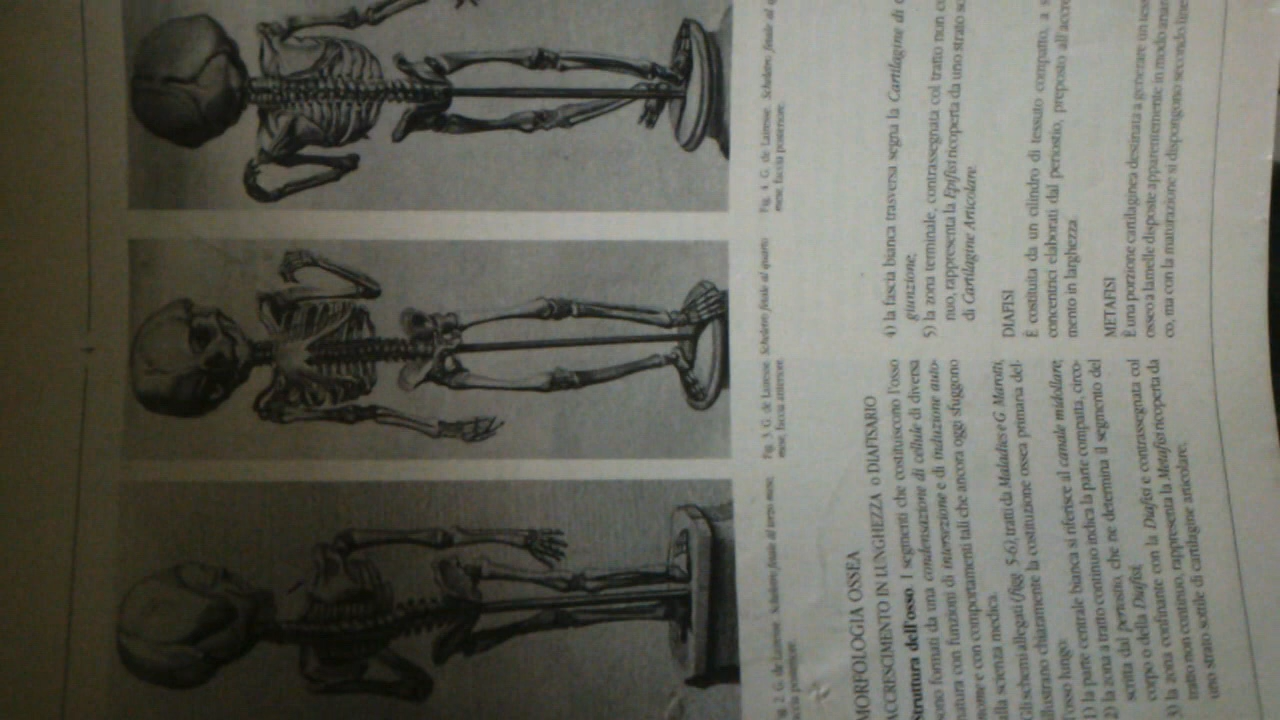 Fig. 2. G. de Lairesse. Scheletro fetale al terzo mese,
faccia posteriore.
Fig. 3. G. de Lairesse. Scheletro fetale al quarto
mese, faccia anteriore.
Fig. 4. G. de Lairesse. Scheletro fetale al q
mese, faccia posteriore.
MORFOLOGIA OSSEA
ACCRESCIMENTO IN LUNGHEZZA o DIAFISARIO
Struttura dell'osso. I segmenti che costituiscono l'osso
sono formati da una condensazione di cellule di diversa
natura con funzioni di intersezione e di induzione auto-
nome e con comportamenti tali che ancora oggi sfuggono
alla scienza medica.
Gli schemi allegati (figg. 5-6), tratti da Maladies e G. Marotti,
illustrano chiaramente la costituzione ossea primaria del-
l'osso lungo:
1) la parte centrale bianca si riferisce al canale midollare;
2) la zona a tratto continuo indica la parte compatta, circo-
scritta dal periostio, che ne determina il segmento del
corpo o della Diafisi;
3) la zona confinante con la Diafisi e contrassegnata col
tratto non continuo, rappresenta la Metafisi ricoperta da
uno strato sottile di cartilagine articolare;
4) la fascia bianca trasversa segna la Cartilagine di c
giunzione;
5) la zona terminale, contrassegnata col tratto nun c
nuo, rappresenta la Epifisi ricoperta da uno strato so
di Cartilagine Articolare.
DIAFISI
È costituita da un cilindro di tessuto compatto, a s
concentrici elaborati dal periostio, preposto all'accre
mento in larghezza.
METAFISI
È una porzione cartilaginea destinata a generare un tess
osseo a lamelle disposte apparentemente in modo anar
co, ma con la maturazione si dispongono secondo linee